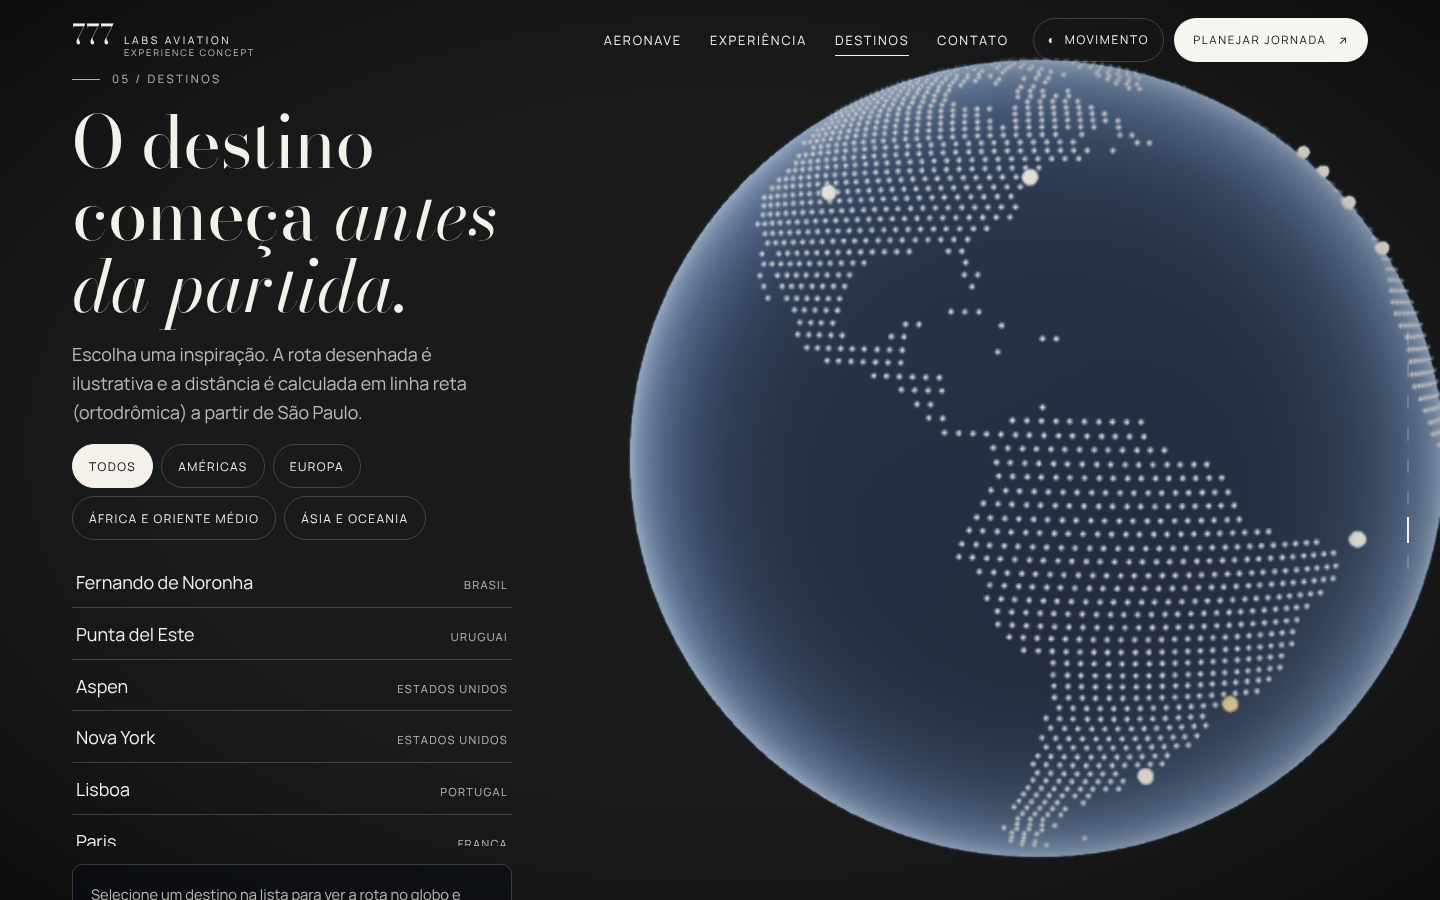 777 LABS AVIATION
EXPERIENCE CONCEPT
AERONAVE
EXPERIÊNCIA
DESTINOS
CONTATO
MOVIMENTO
PLANEJAR JORNADA
05 / DESTINOS
O destino
começa antes
da partida.
Escolha uma inspiração. A rota desenhada é
ilustrativa e a distância é calculada em linha reta
(ortodrômica) a partir de São Paulo.
TODOS
AMÉRICAS
EUROPA
ÁFRICA E ORIENTE MÉDIO
ÁSIA E OCEANIA
Fernando de Noronha BRASIL
Punta del Este URUGUAI
Aspen ESTADOS UNIDOS
Nova York ESTADOS UNIDOS
Lisboa PORTUGAL
Paris FRANÇA
Selecione um destino na lista para ver a rota no globo e